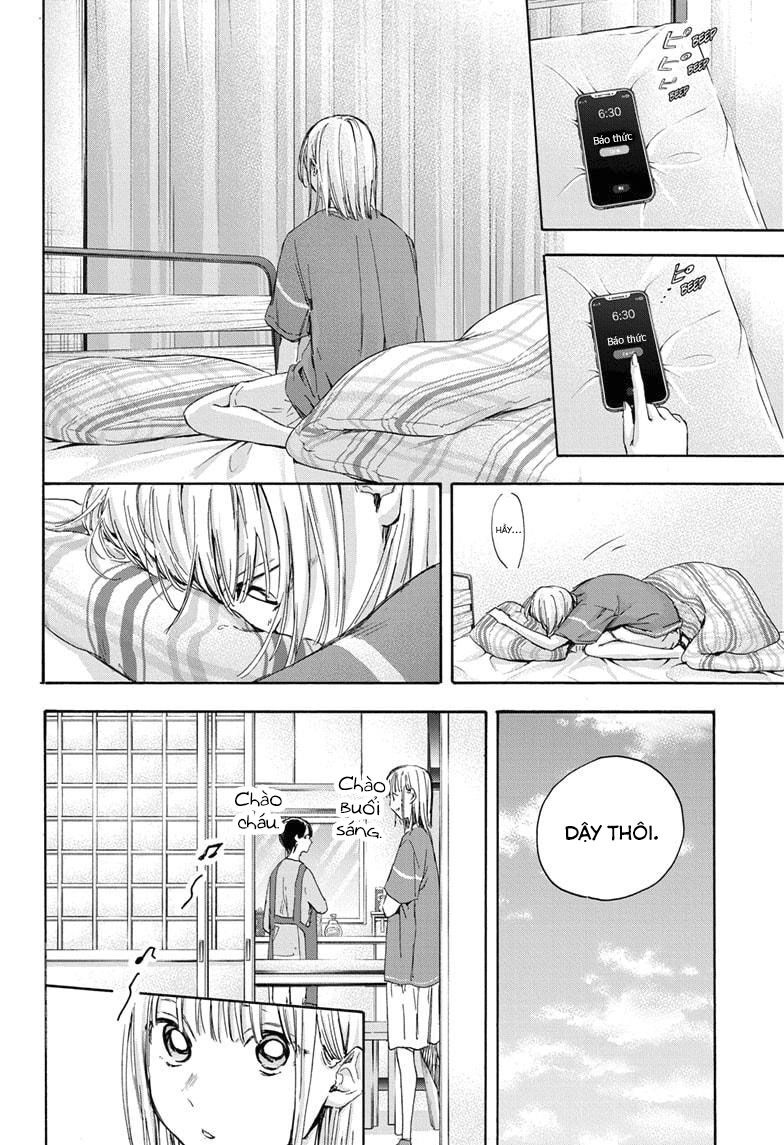 ピ BEEP
ピ BEEP
ピ BEEP
6:30
Báo thức
ピ BEEP
6:30
Báo thức
HÂY...
DẬY THÔI.
Chào
buổi
sáng.
Chào
cháu.